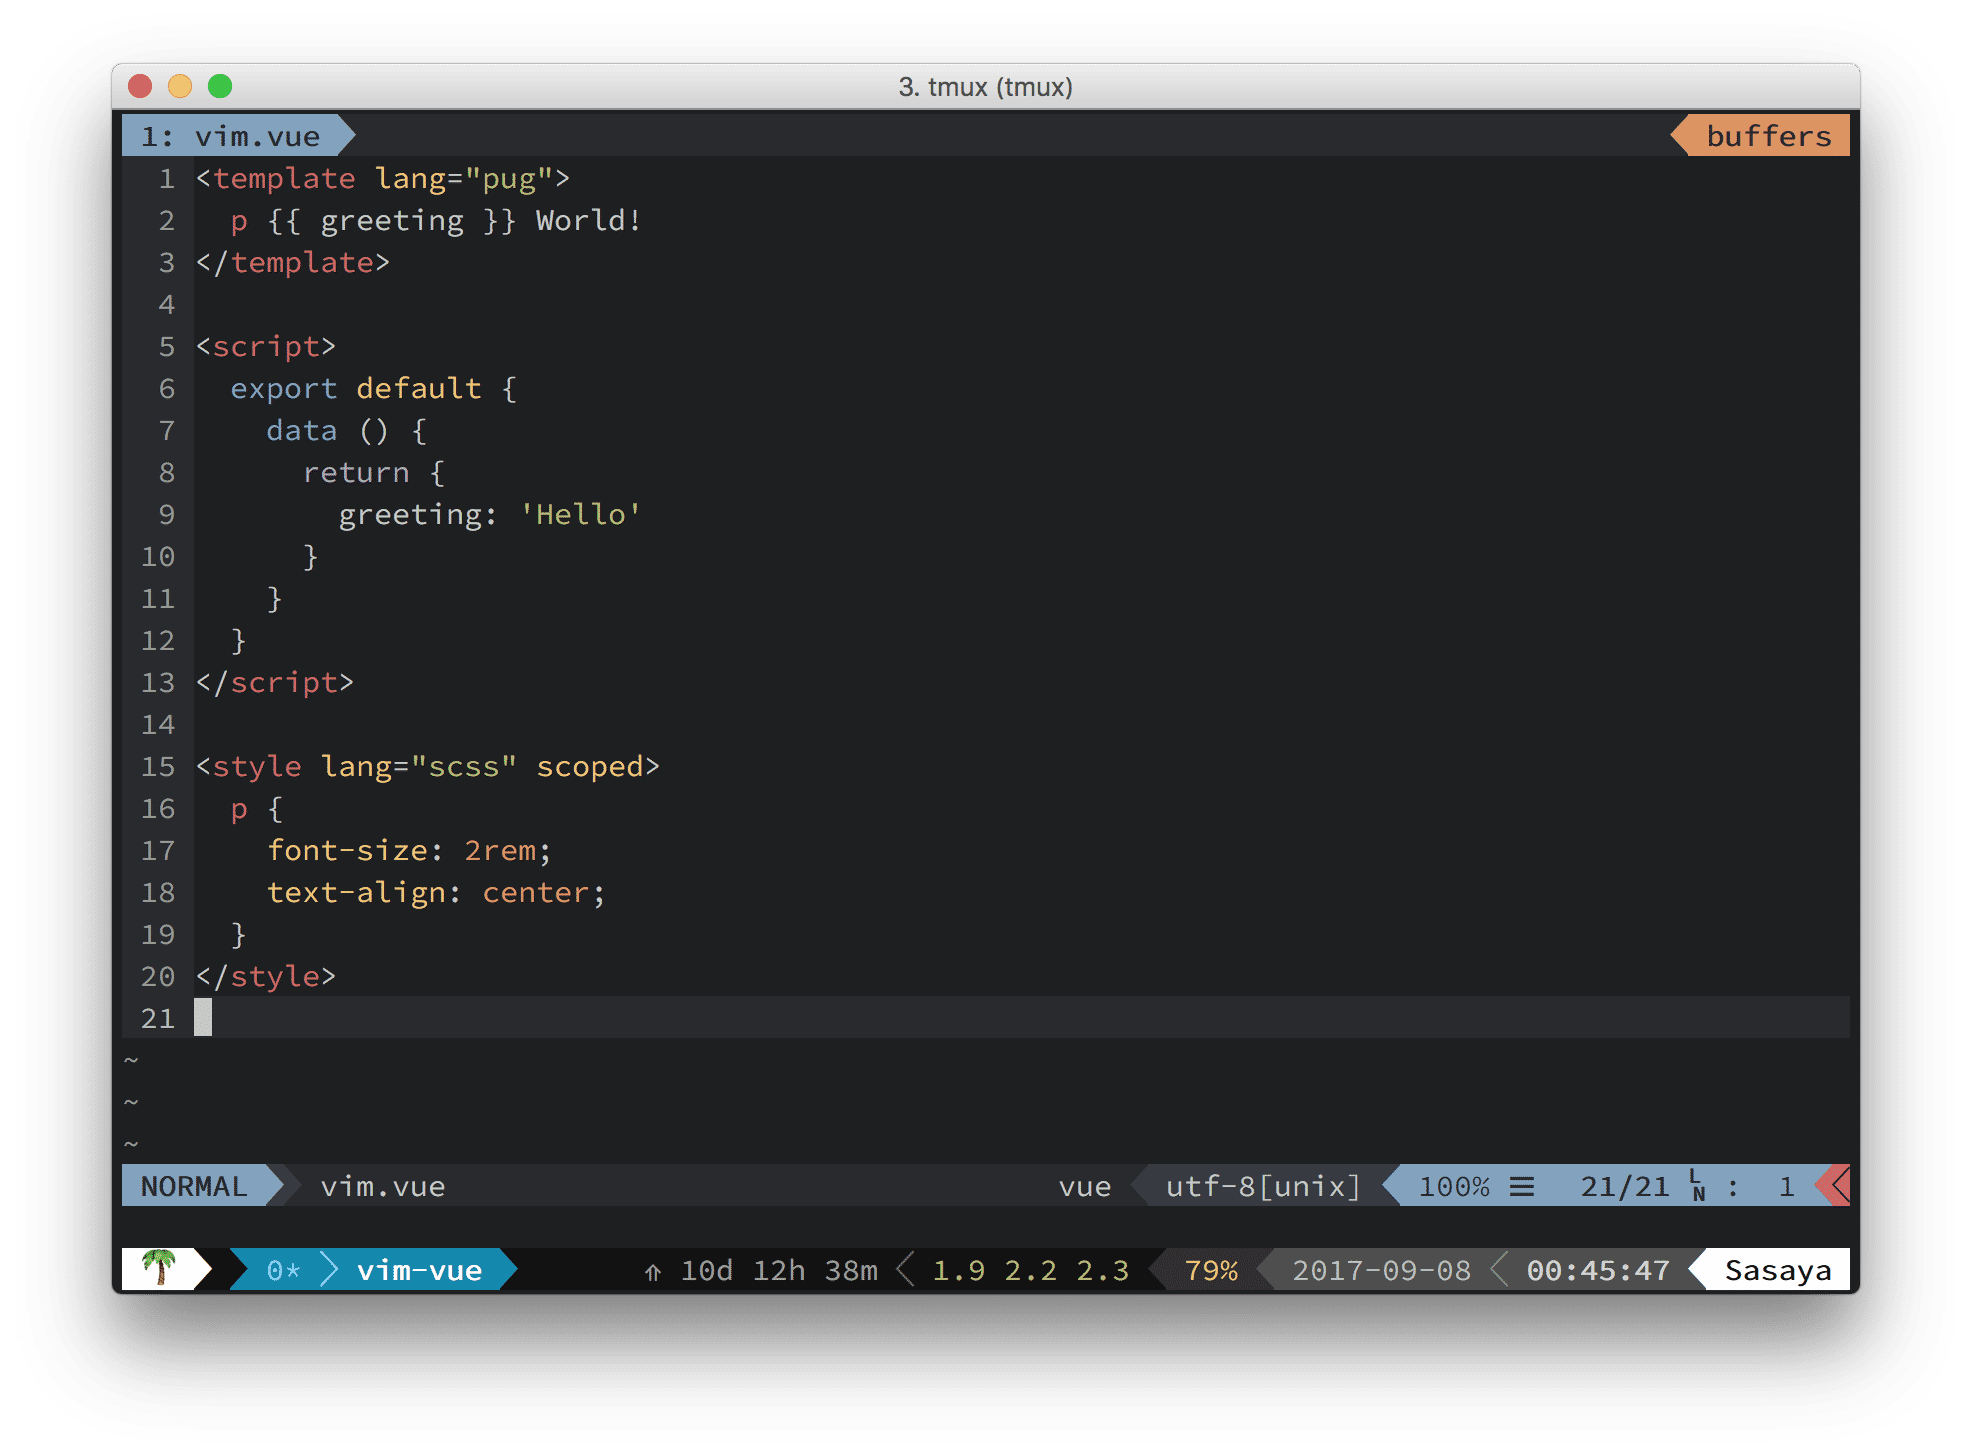 3. tmux (tmux)
1: vim.vue buffers
1 <template lang="pug">
2   p {{ greeting }} World!
3 </template>
4
5 <script>
6   export default {
7     data () {
8       return {
9         greeting: 'Hello'
10       }
11     }
12   }
13 </script>
14
15 <style lang="scss" scoped>
16   p {
17     font-size: 2rem;
18     text-align: center;
19   }
20 </style>
21
~
~
~
NORMAL vim.vue vue utf-8[unix] 100% ☰ 21/21 ㏑ : 1
0* vim-vue ⇑ 10d 12h 38m 1.9 2.2 2.3 79% 2017-09-08 00:45:47 Sasaya